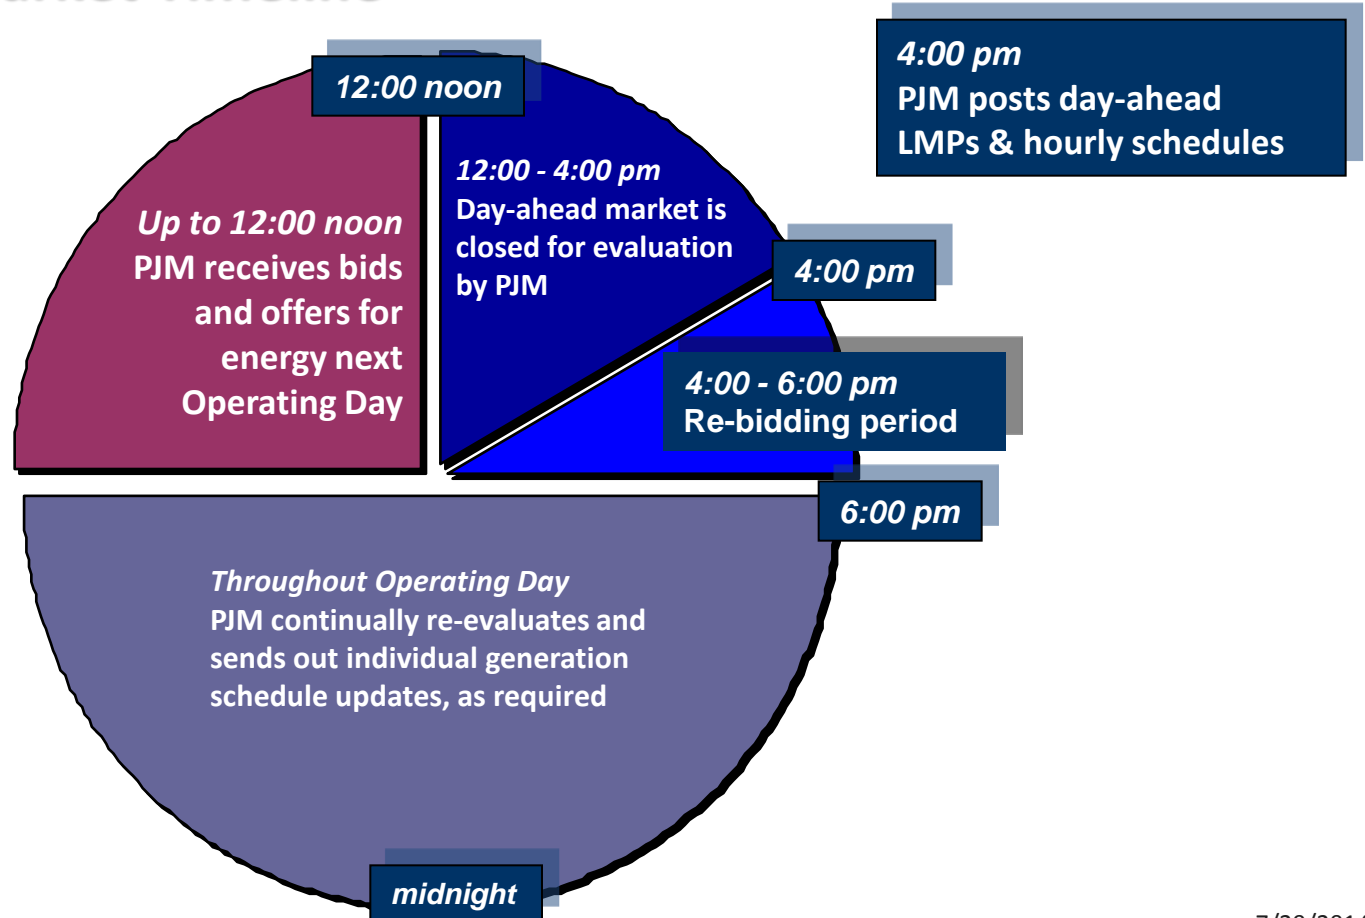 12:00 noon
4:00 pm
PJM posts day-ahead
LMPs & hourly schedules
Up to 12:00 noon
PJM receives bids
and offers for
energy next
Operating Day
12:00 - 4:00 pm
Day-ahead market is
closed for evaluation
by PJM
4:00 pm
4:00 - 6:00 pm
Re-bidding period
6:00 pm
Throughout Operating Day
PJM continually re-evaluates and
sends out individual generation
schedule updates, as required
midnight